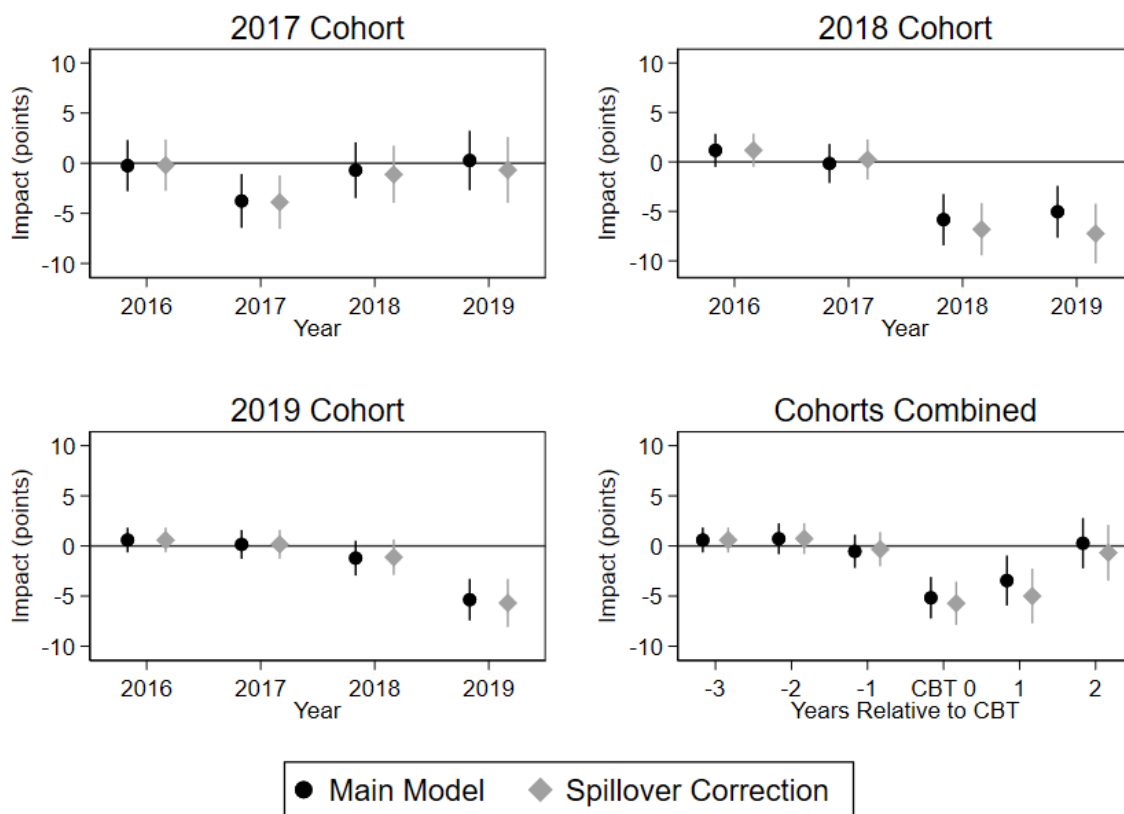 2017 Cohort
Impact (points)
10
5
0
-5
-10
2016 2017 2018 2019
Year
2018 Cohort
Impact (points)
10
5
0
-5
-10
2016 2017 2018 2019
Year
2019 Cohort
Impact (points)
10
5
0
-5
-10
2016 2017 2018 2019
Year
Cohorts Combined
Impact (points)
10
5
0
-5
-10
-3 -2 -1 CBT 0 1 2
Years Relative to CBT
Main Model Spillover Correction